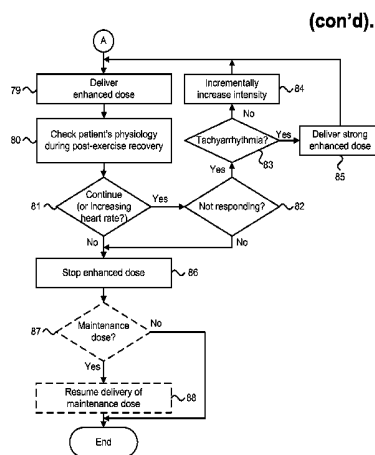 (con'd).
A
79
Deliver
enhanced dose
Incrementally
increase intensity
84
80
Check patient's physiology
during post-exercise recovery
No
Tachyarrhythmia?
Yes
Deliver strong
enhanced dose
83
85
Yes
81
Continue
(or Increasing
heart rate?)
Yes
Not responding?
82
No
No
Stop enhanced dose
86
87
Maintenance
dose?
No
Yes
Resume delivery of
maintenance dose
88
End